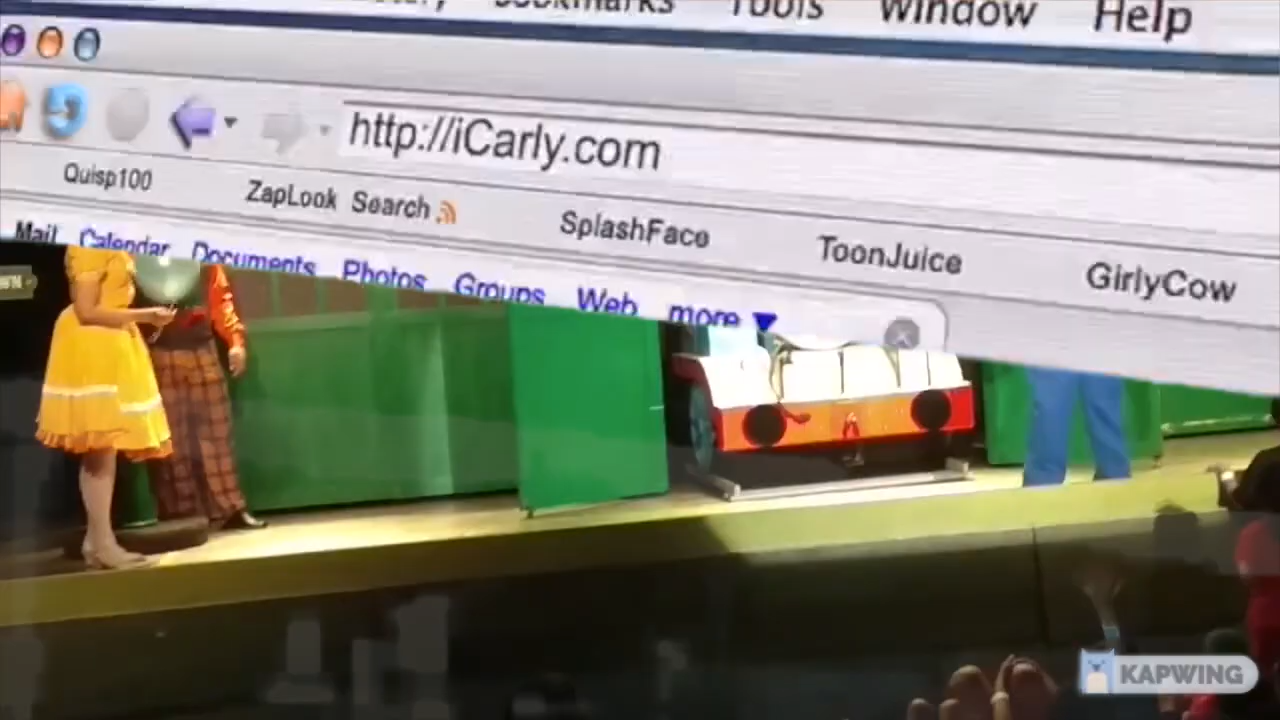 Tools Window Help
http://iCarly.com
Quisp100 ZapLook Search SplashFace ToonJuice GirlyCow
Mail Calendar Documents Photos Groups Web more
KAPWING